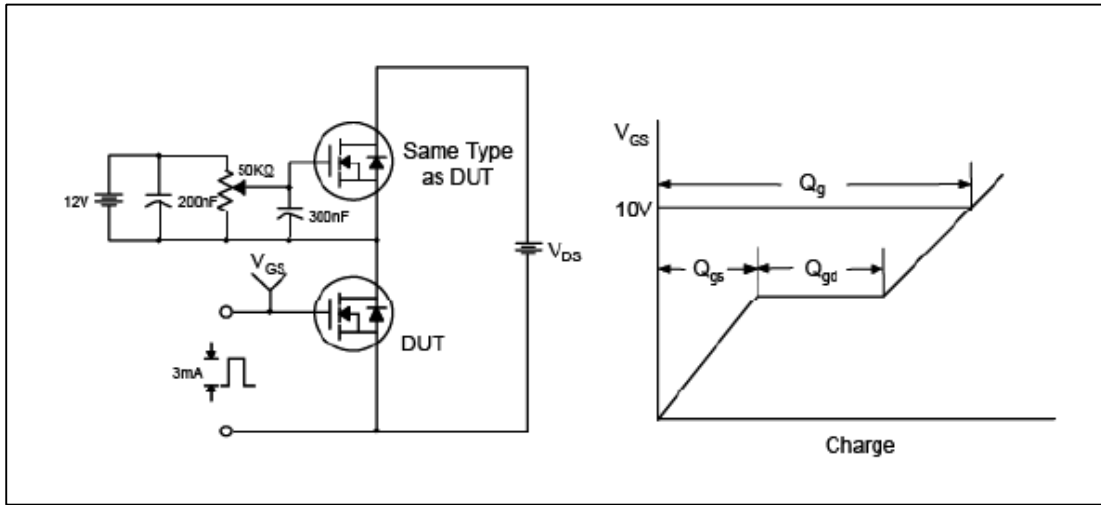 12V
200nF
50KΩ
300nF
Same Type
as DUT
VDS
VGS
DUT
3mA
VGS
10V
Qg
Qgs
Qgd
Charge